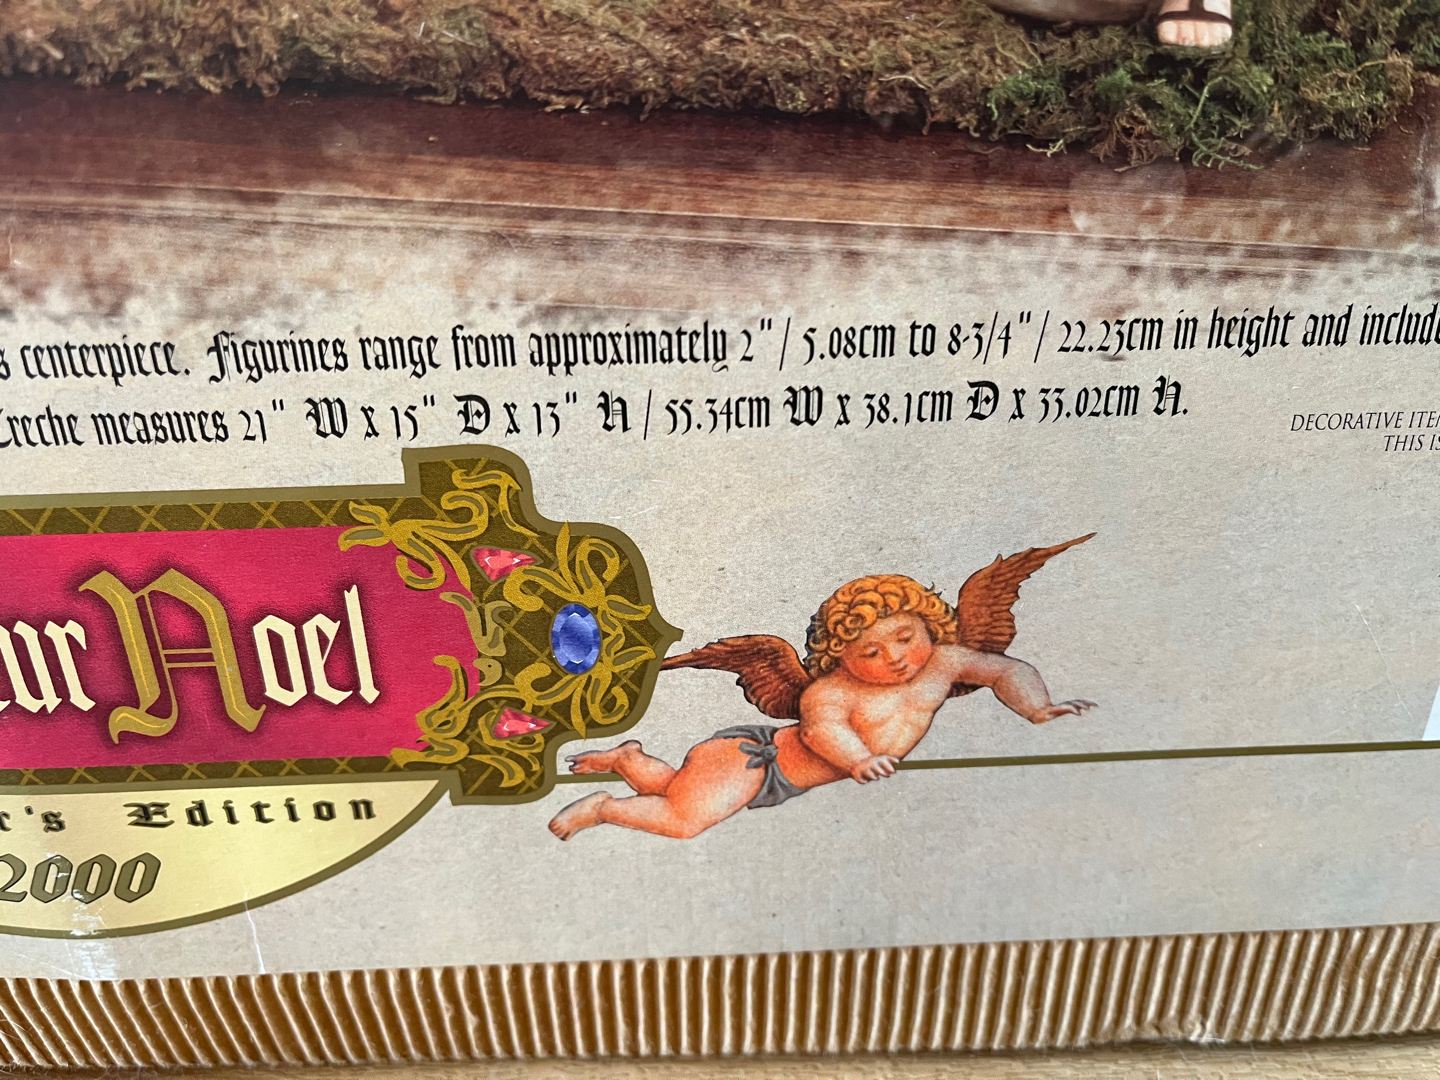 s centerpiece. Figurines range from approximately 2" / 5.08cm to 8-3/4" / 22.23cm in height and include
Creche measures 21" W x 15" D x 13" H / 55.34cm W x 38.1cm D x 33.02cm H.
DECORATIVE ITEM
THIS IS
eur Noel
r's Edition
2000